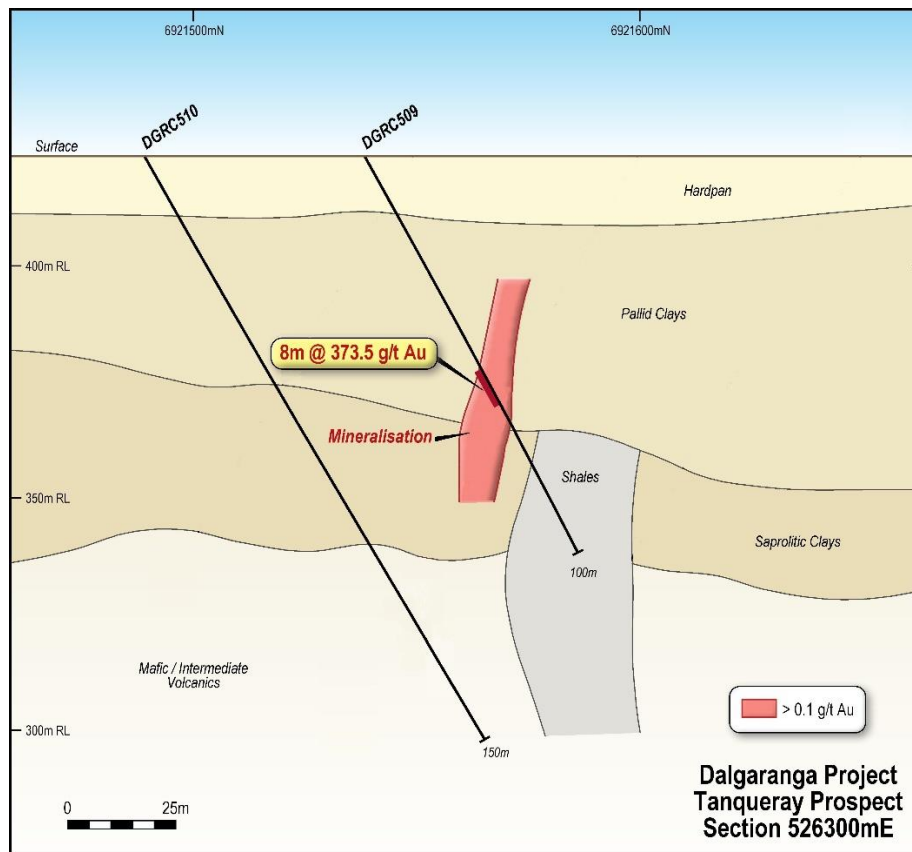 6921500mN
6921600mN
DGRC510
DGRC509
Surface
Hardpan
400m RL
Pallid Clays
8m @ 373.5 g/t Au
Mineralisation
Shales
350m RL
Saprolitic Clays
100m
Mafic / Intermediate
Volcanics
> 0.1 g/t Au
300m RL
150m
Dalgaranga Project
Tanqueray Prospect
Section 526300mE
0
25m